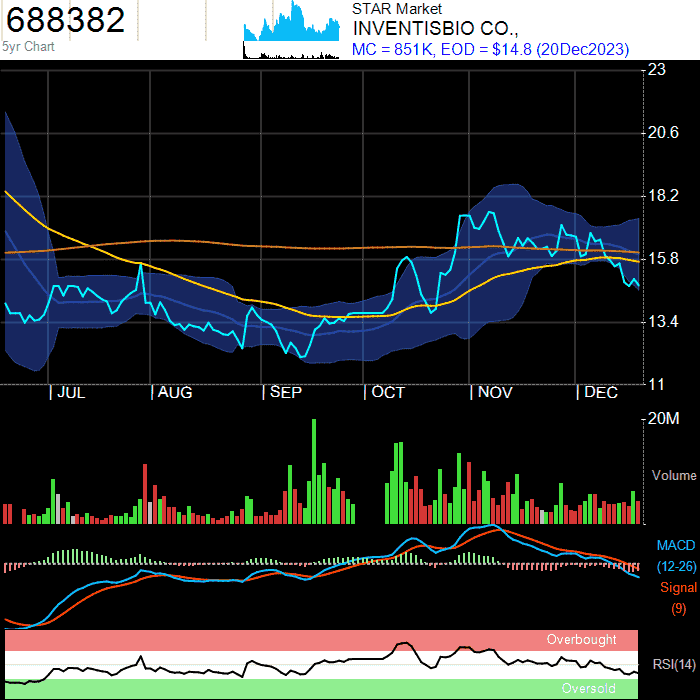 688382
5yr Chart
STAR Market
INVENTISBIO CO.,
MC = 851K, EOD = $14.8 (20Dec2023)
23
20.6
18.2
15.8
13.4
11
JUL AUG SEP OCT NOV DEC
20M
Volume
MACD
(12-26)
Signal
(9)
Overbought
RSI(14)
Oversold